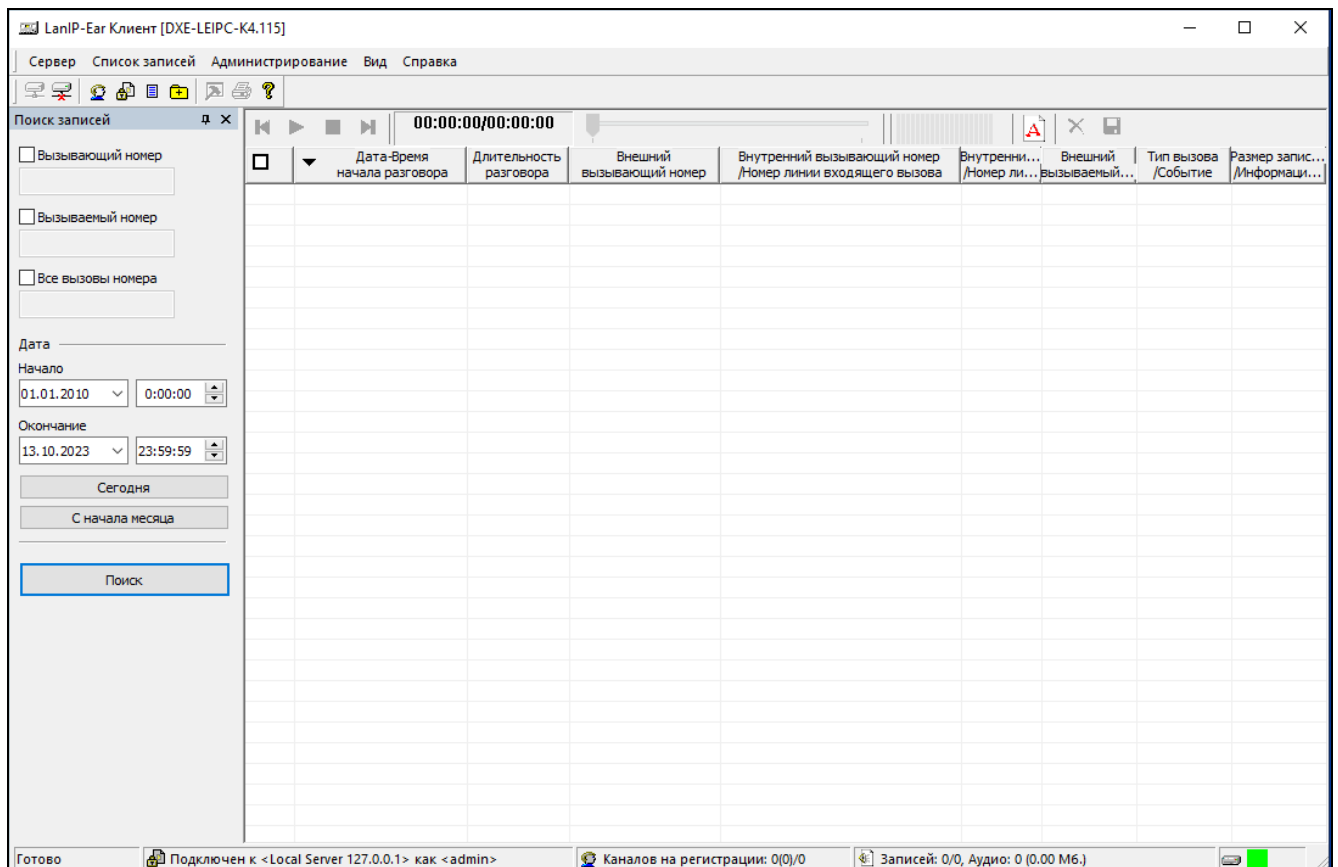 LanIP-Ear Клиент [DXE-LEIPC-K4.115]
Сервер Список записей Администрирование Вид Справка
Поиск записей
00:00:00/00:00:00
A
Вызывающий номер
Вызываемый номер
Все вызовы номера
Дата
Начало
01.01.2010 0:00:00
Окончание
13.10.2023 23:59:59
Сегодня
С начала месяца
Поиск
Дата-Время
начала разговора
Длительность
разговора
Внешний
вызывающий номер
Внутренний вызывающий номер
/Номер линии входящего вызова
Внутренни...
/Номер ли...
Внешний
вызываемый...
Тип вызова
/Событие
Размер запис...
/Информаци...
Готово
Подключен к <Local Server 127.0.0.1> как <admin>
Каналов на регистрации: 0(0)/0
Записей: 0/0, Аудио: 0 (0.00 Мб.)